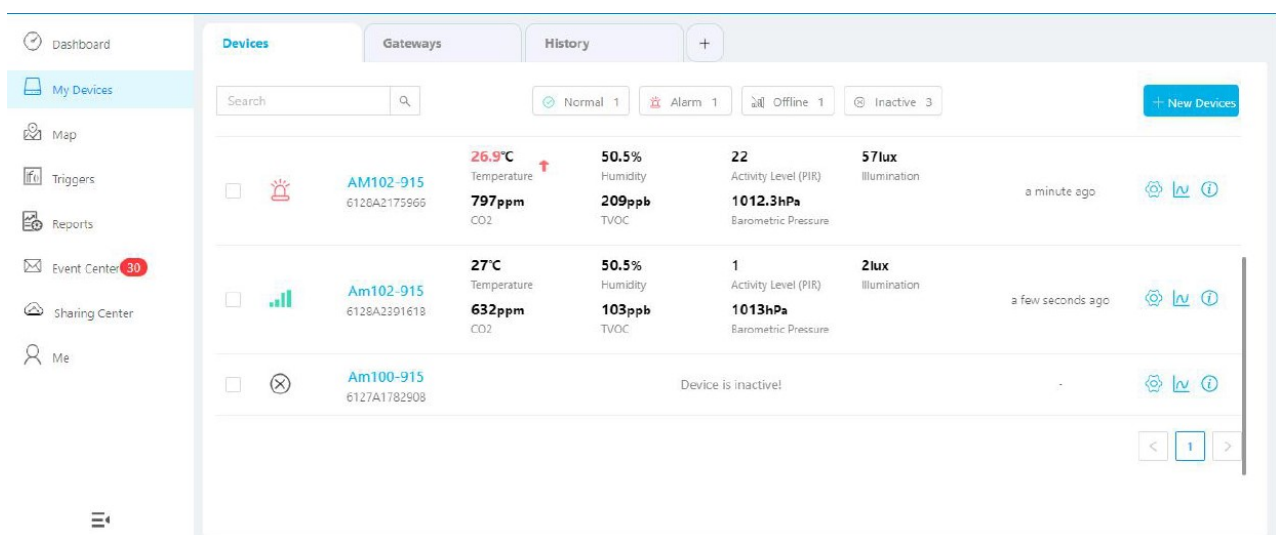 Dashboard
My Devices
Map
Triggers
Reports
Event Center 30
Sharing Center
Me
Devices Gateways History +
Search Normal 1 Alarm 1 Offline 1 Inactive 3 + New Devices
26.9℃ 50.5% 22 57lux
Temperature Humidity Activity Level (PIR) Illumination
AM102-915 a minute ago
6128A2175966
797ppm 209ppb 1012.3hPa
CO2 TVOC Barometric Pressure
27℃ 50.5% 1 2lux
Temperature Humidity Activity Level (PIR) Illumination
Am102-915 a few seconds ago
6128A2391618
632ppm 103ppb 1013hPa
CO2 TVOC Barometric Pressure
Am100-915 Device is inactive! -
6127A1782908
< 1 >